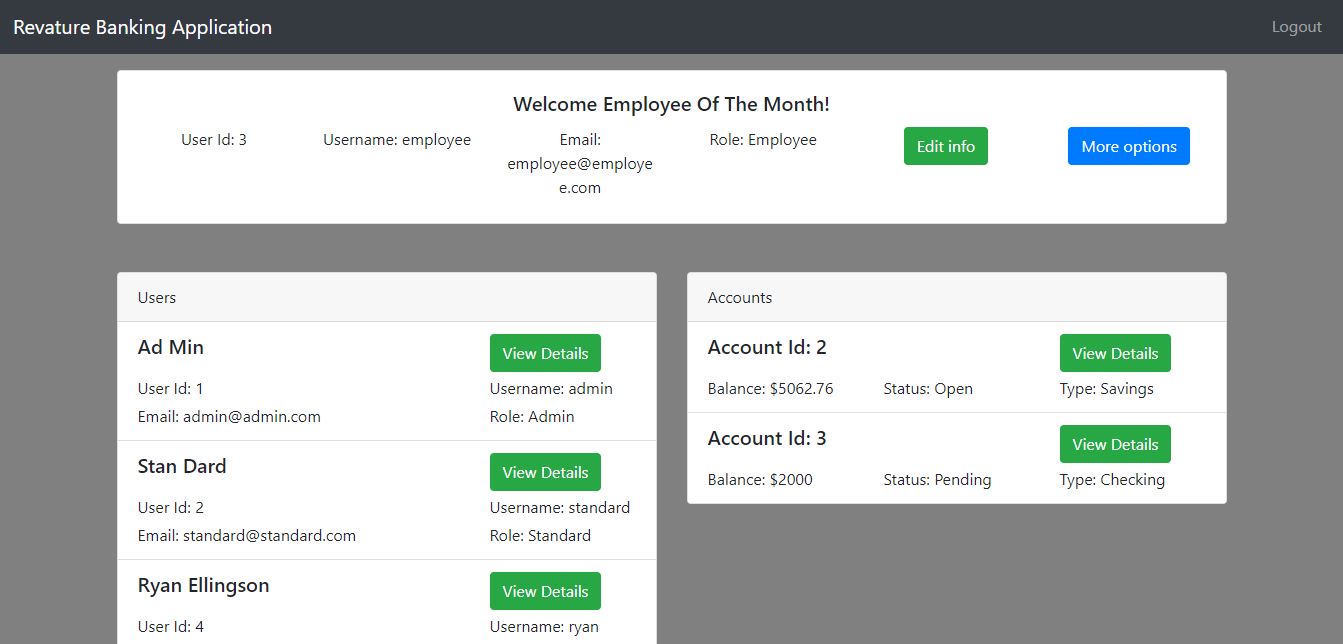 Revature Banking Application
Logout
Welcome Employee Of The Month!
User Id: 3
Username: employee
Email:
employee@employe
e.com
Role: Employee
Edit info
More options
Users
Ad Min
View Details
User Id: 1
Username: admin
Email: admin@admin.com
Role: Admin
Stan Dard
View Details
User Id: 2
Username: standard
Email: standard@standard.com
Role: Standard
Ryan Ellingson
View Details
User Id: 4
Username: ryan
Accounts
Account Id: 2
View Details
Balance: $5062.76
Status: Open
Type: Savings
Account Id: 3
View Details
Balance: $2000
Status: Pending
Type: Checking